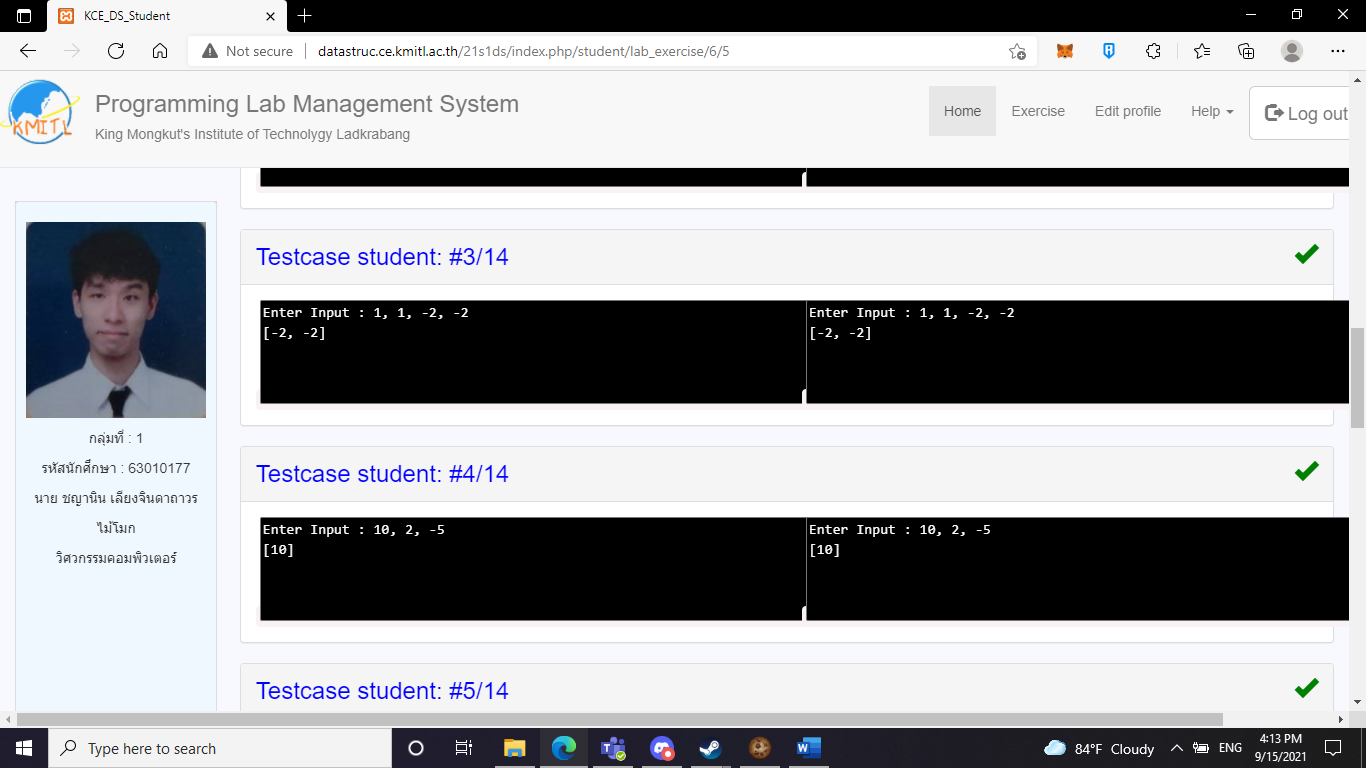 KCE_DS_Student
Not secure
datastruc.ce.kmitl.ac.th/21s1ds/index.php/student/lab_exercise/6/5
KMITL
Programming Lab Management System
King Mongkut's Institute of Technolygy Ladkrabang
Home
Exercise
Edit profile
Help
Log out
กลุ่มที่ : 1
รหัสนักศึกษา : 63010177
นาย ชญานิน เลียงจินดาถาวร
ไม้โมก
วิศวกรรมคอมพิวเตอร์
Testcase student: #3/14
Enter Input : 1, 1, -2, -2
[-2, -2]
Enter Input : 1, 1, -2, -2
[-2, -2]
Testcase student: #4/14
Enter Input : 10, 2, -5
[10]
Enter Input : 10, 2, -5
[10]
Testcase student: #5/14
Type here to search
84°F Cloudy
ENG
4:13 PM
9/15/2021